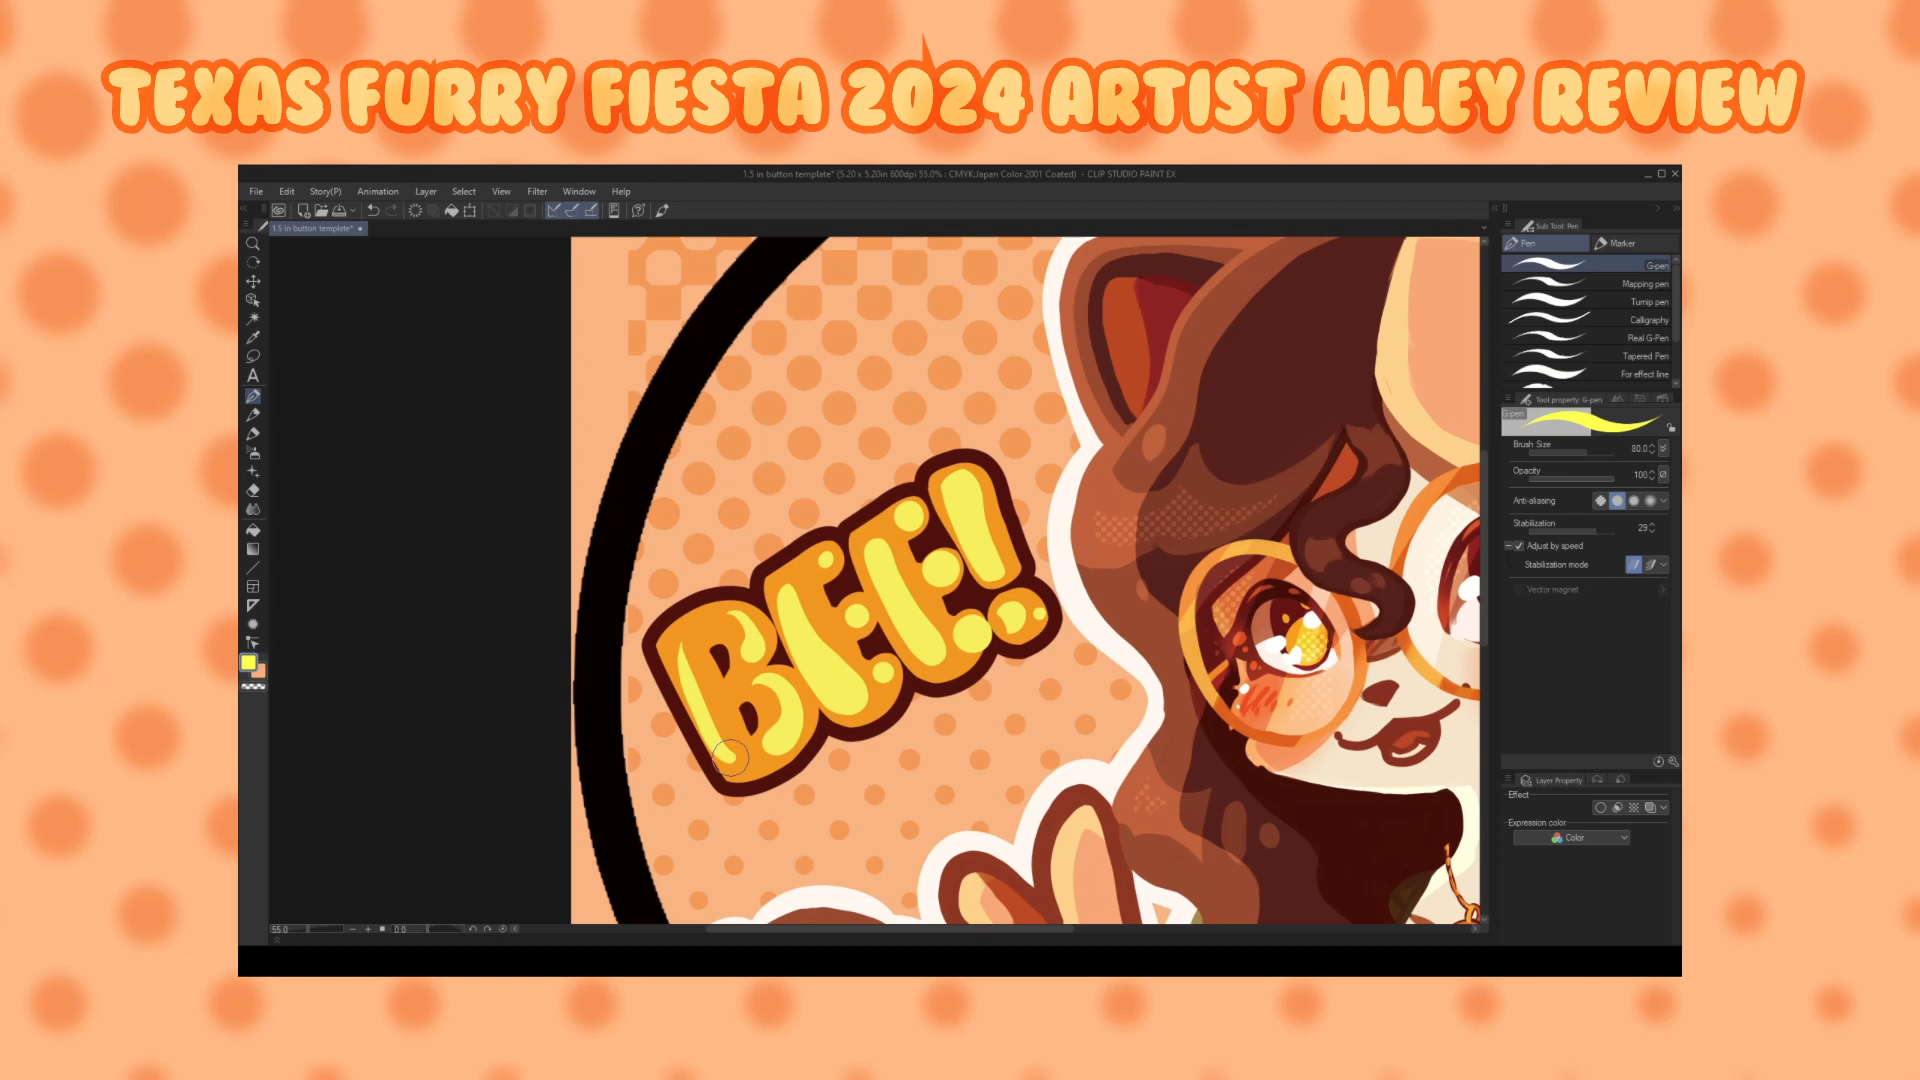 TEXAS FURRY FIESTA 2024 ARTIST ALLEY REVIEW
1.5 in button template* (5.20 x 5.20in 600dpi 55.0% : CMYK:Japan Color 2001 Coated) - CLIP STUDIO PAINT EX
File Edit Story(P) Animation Layer Select View Filter Window Help
1.5 in button template*
Sub Tool: Pen
Pen Marker
G-pen
Mapping pen
Turnip pen
Calligraphy
Real G-Pen
Tapered Pen
For effect line
Tool property: G-pen
G-pen
Brush Size 80.0
Opacity 100
Anti-aliasing
Stabilization 29
Adjust by speed
Stabilization mode
Vector magnet
Layer Property
Effect
Expression color
Color
BEE!
55.0 0.0